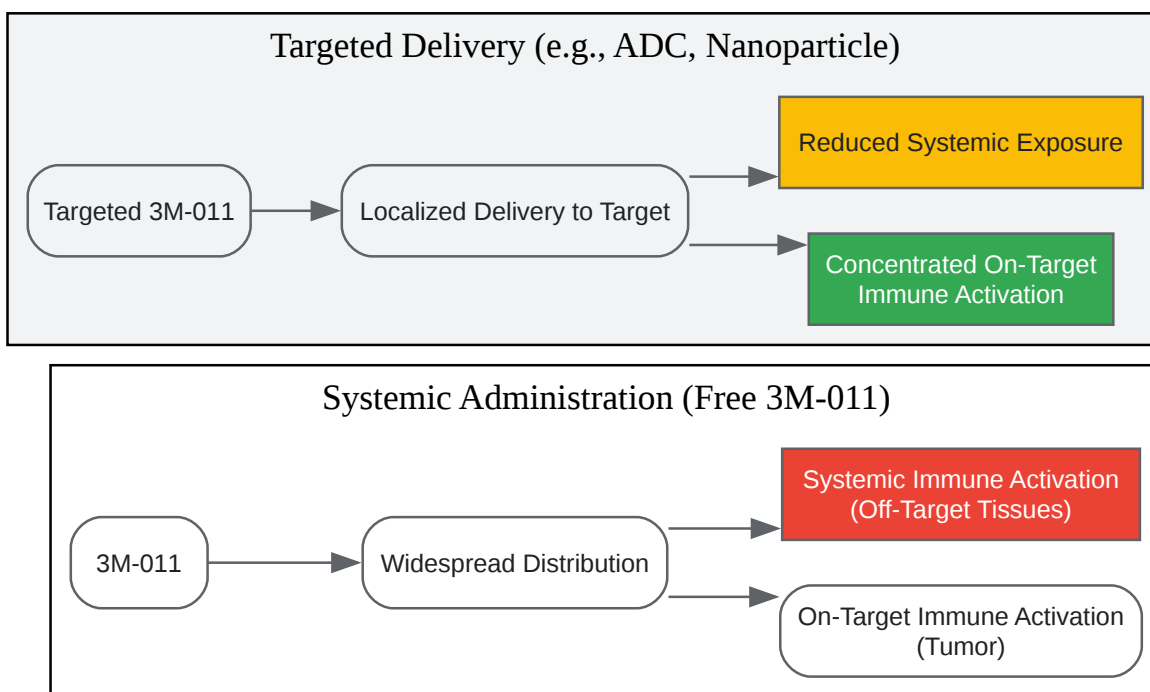 Targeted Delivery (e.g., ADC, Nanoparticle)
Targeted 3M-011
Localized Delivery to Target
Reduced Systemic Exposure
Concentrated On-Target
Immune Activation
Systemic Administration (Free 3M-011)
3M-011
Widespread Distribution
Systemic Immune Activation
(Off-Target Tissues)
On-Target Immune Activation
(Tumor)